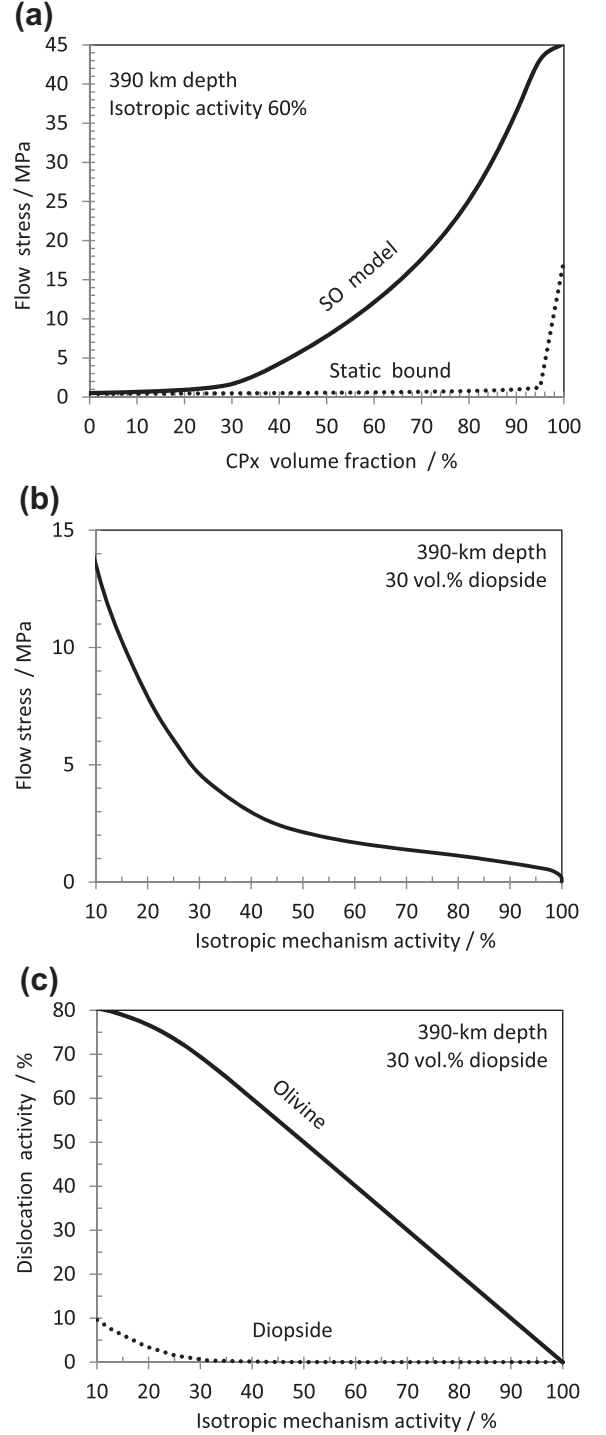 (a)
45
40
35
30
25
20
15
10
5
0
Flow stress / MPa
390 km depth
Isotropic activity 60%
SO model
Static bound
0 10 20 30 40 50 60 70 80 90 100
CPx volume fraction / %
(b)
15
10
5
0
Flow stress / MPa
390-km depth
30 vol.% diopside
10 20 30 40 50 60 70 80 90 100
Isotropic mechanism activity / %
(c)
80
70
60
50
40
30
20
10
0
Dislocation activity / %
390-km depth
30 vol.% diopside
Olivine
Diopside
10 20 30 40 50 60 70 80 90 100
Isotropic mechanism activity / %